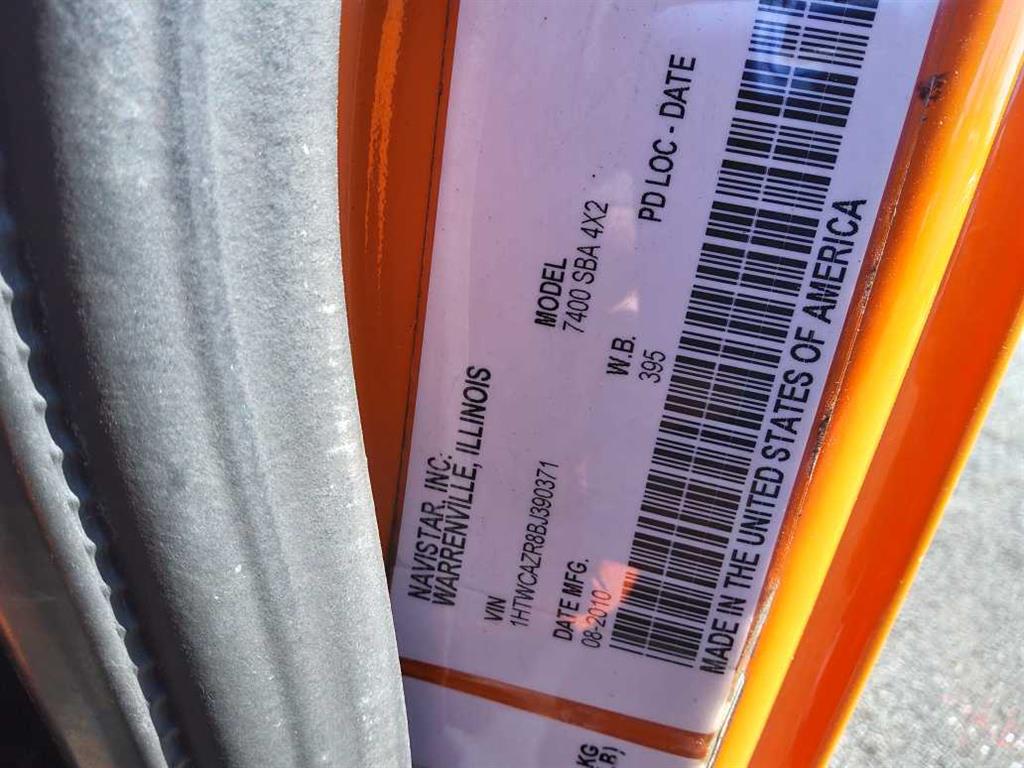 NAVISTAR, INC.
WARRENVILLE, ILLINOIS
VIN
1HTWCAZR8BJ390371
MODEL
7400 SBA 4X2
DATE MFG.
08-2010
W.B.
395
PD LOC - DATE
MADE IN THE UNITED STATES OF AMERICA
KG